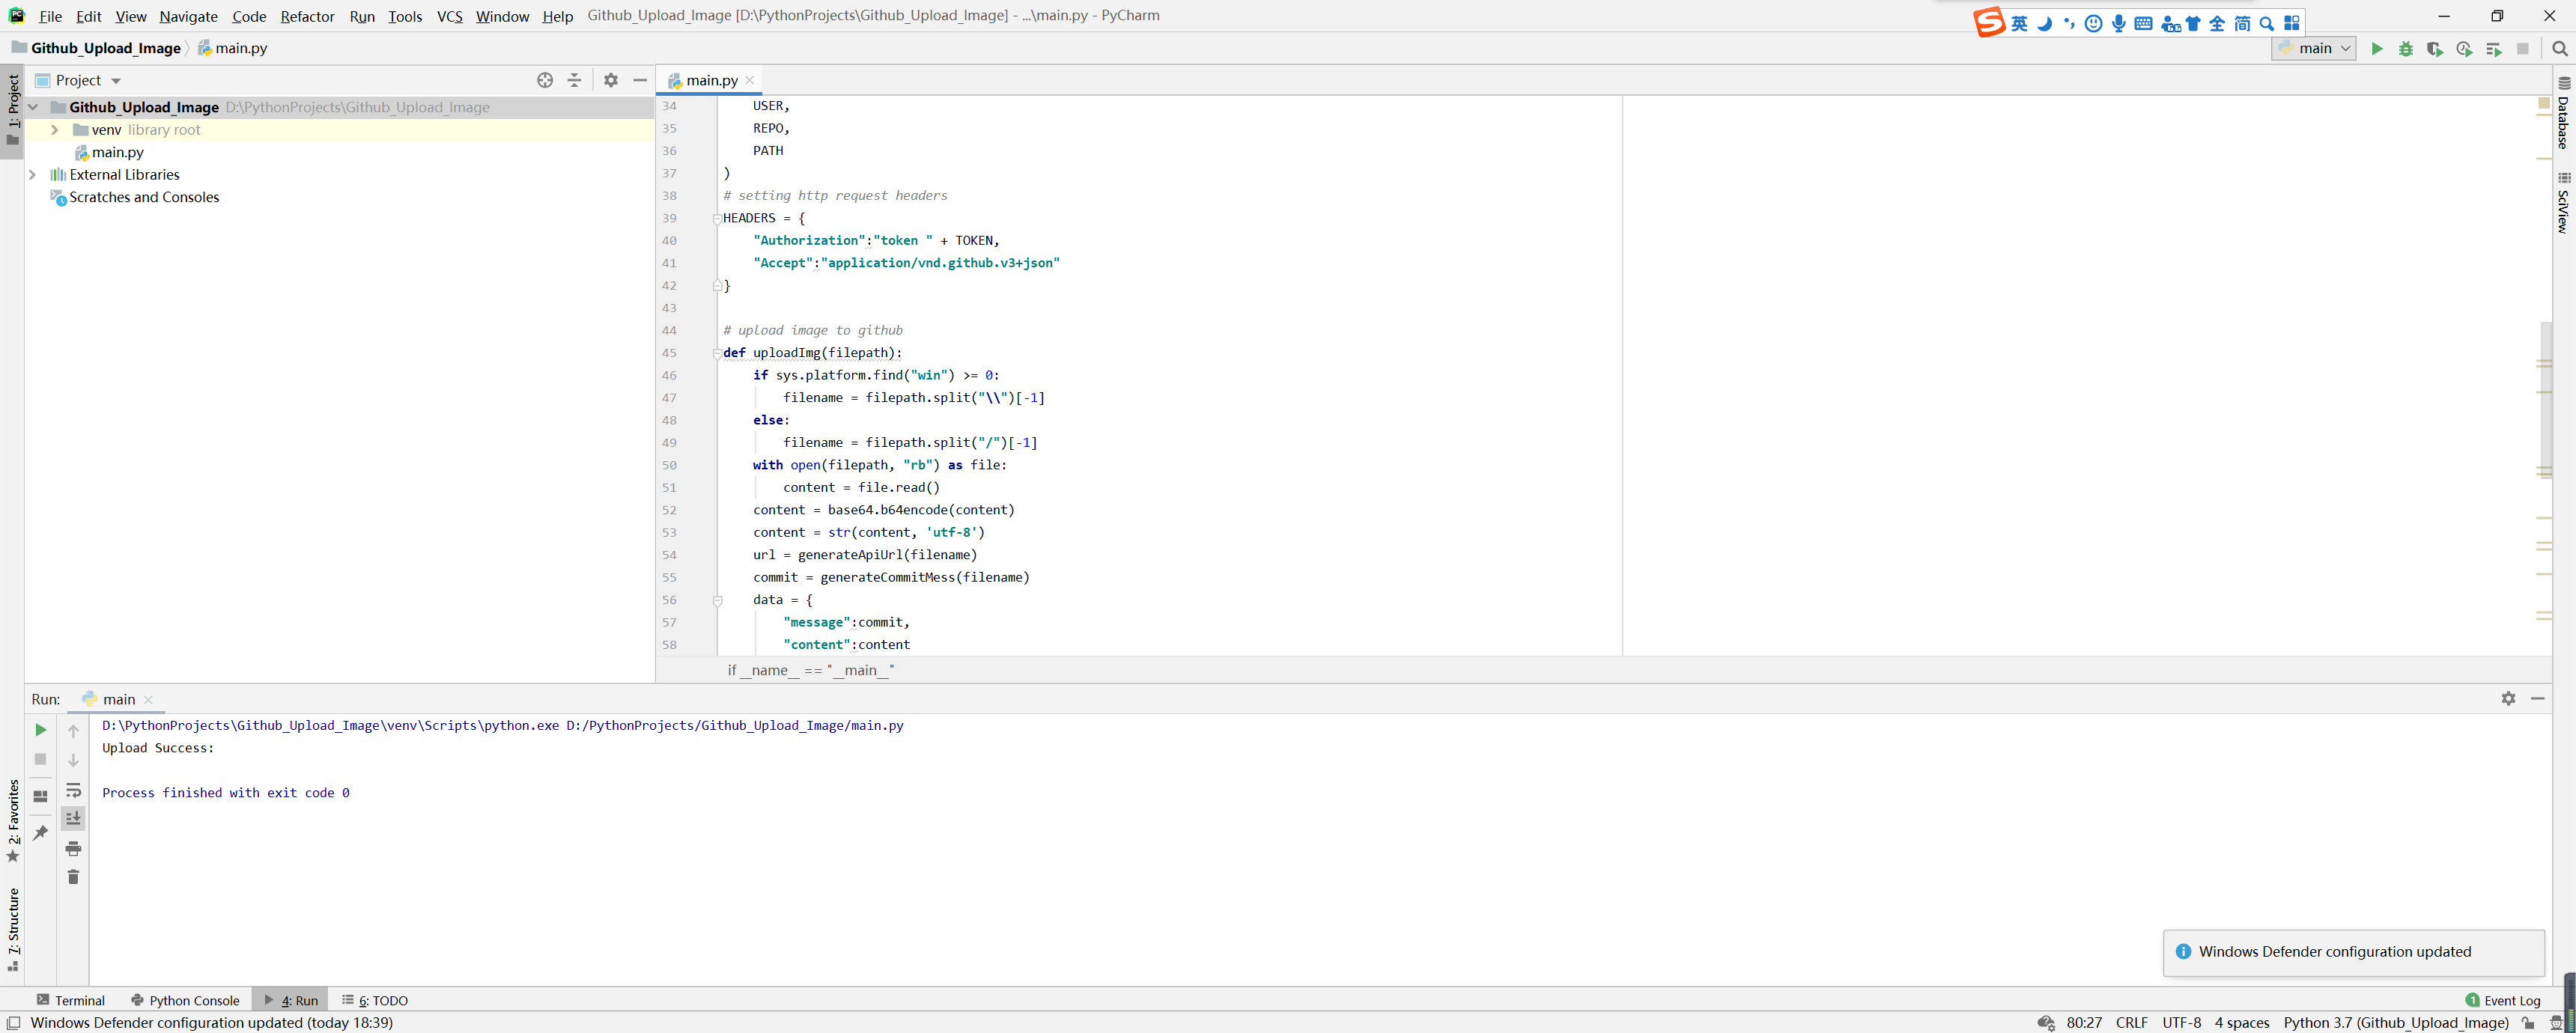 File Edit View Navigate Code Refactor Run Tools VCS Window Help Github_Upload_Image [D:\PythonProjects\Github_Upload_Image] - ...\main.py - PyCharm
英 全 简
Github_Upload_Image main.py
main
1: Project
Project
main.py
Github_Upload_Image D:\PythonProjects\Github_Upload_Image
venv library root
main.py
External Libraries
Scratches and Consoles
34 USER,
35 REPO,
36 PATH
37 )
38 # setting http request headers
39 HEADERS = {
40 "Authorization":"token " + TOKEN,
41 "Accept":"application/vnd.github.v3+json"
42 }
43
44 # upload image to github
45 def uploadImg(filepath):
46 if sys.platform.find("win") >= 0:
47 filename = filepath.split("\\")[-1]
48 else:
49 filename = filepath.split("/")[-1]
50 with open(filepath, "rb") as file:
51 content = file.read()
52 content = base64.b64encode(content)
53 content = str(content, 'utf-8')
54 url = generateApiUrl(filename)
55 commit = generateCommitMess(filename)
56 data = {
57 "message":commit,
58 "content":content
if __name__ == "__main__"
Database
SciView
Run: main
D:\PythonProjects\Github_Upload_Image\venv\Scripts\python.exe D:/PythonProjects/Github_Upload_Image/main.py
Upload Success:
Process finished with exit code 0
2: Favorites
7: Structure
Windows Defender configuration updated
Terminal Python Console 4: Run 6: TODO
1 Event Log
Windows Defender configuration updated (today 18:39)
80:27 CRLF UTF-8 4 spaces Python 3.7 (Github_Upload_Image)